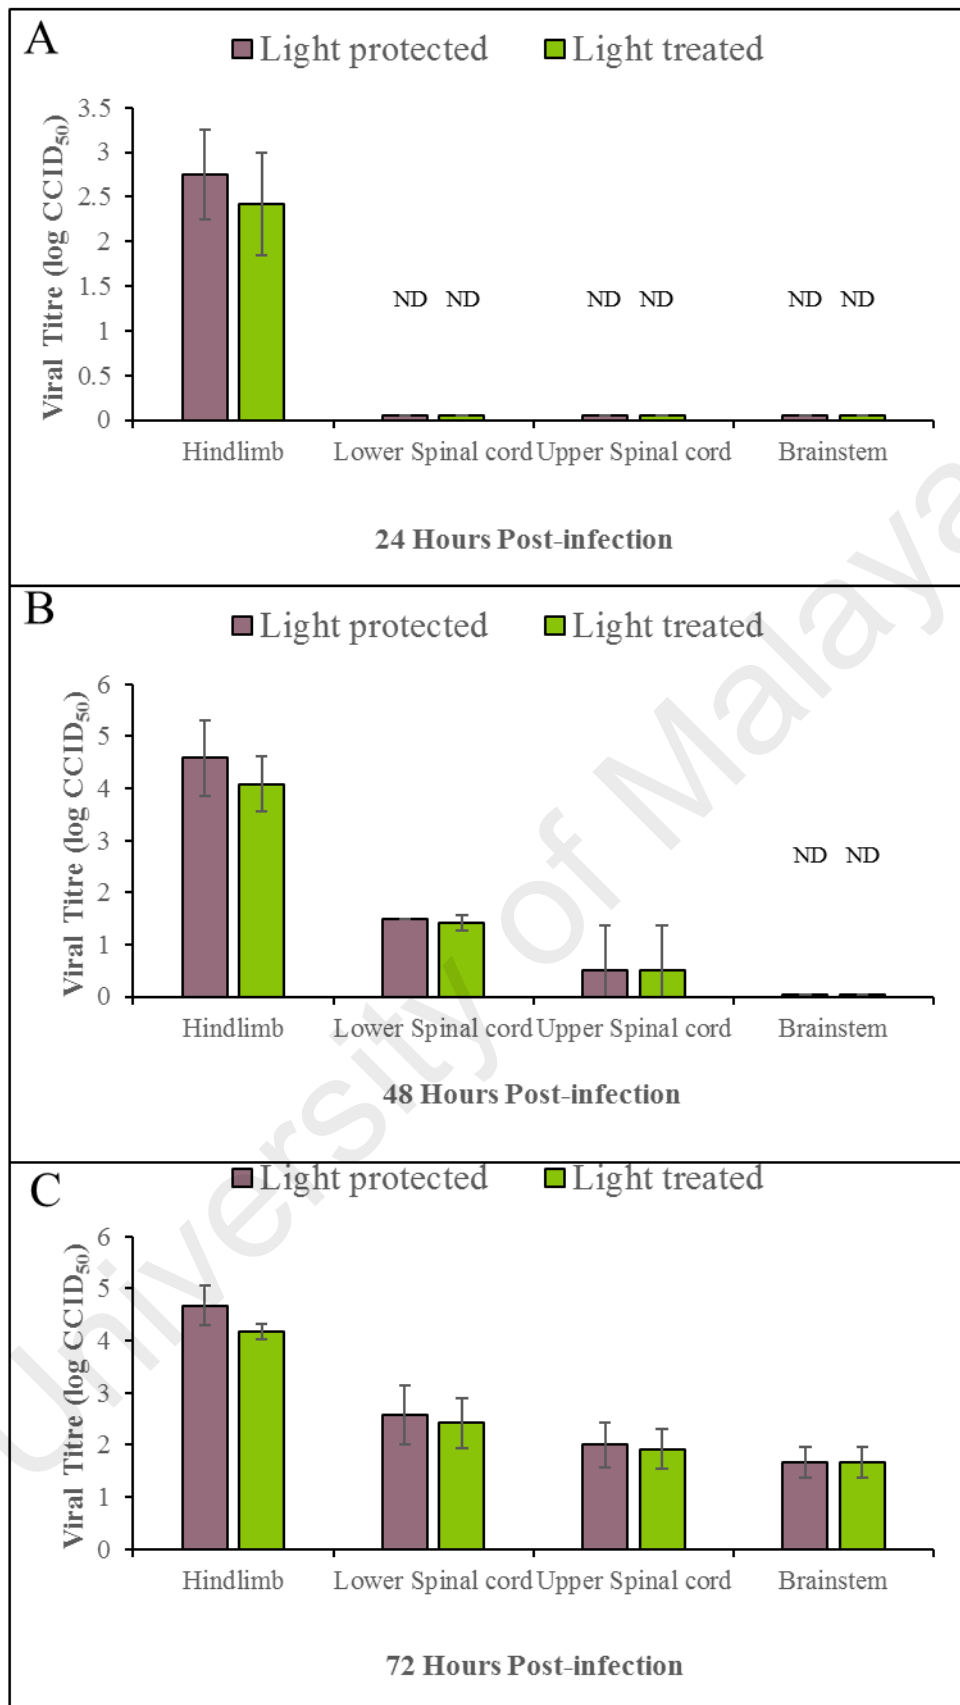 A
Light protected Light treated
Viral Titre (log CCID50)
3.5
3
2.5
2
1.5
1
0.5
0
ND ND ND ND ND ND
Hindlimb Lower Spinal cord Upper Spinal cord Brainstem
24 Hours Post-infection
B
Light protected Light treated
Viral Titre (log CCID50)
6
5
4
3
2
1
0
ND ND
Hindlimb Lower Spinal cord Upper Spinal cord Brainstem
48 Hours Post-infection
C
Light protected Light treated
Viral Titre (log CCID50)
6
5
4
3
2
1
0
Hindlimb Lower Spinal cord Upper Spinal cord Brainstem
72 Hours Post-infection
University of Malaya